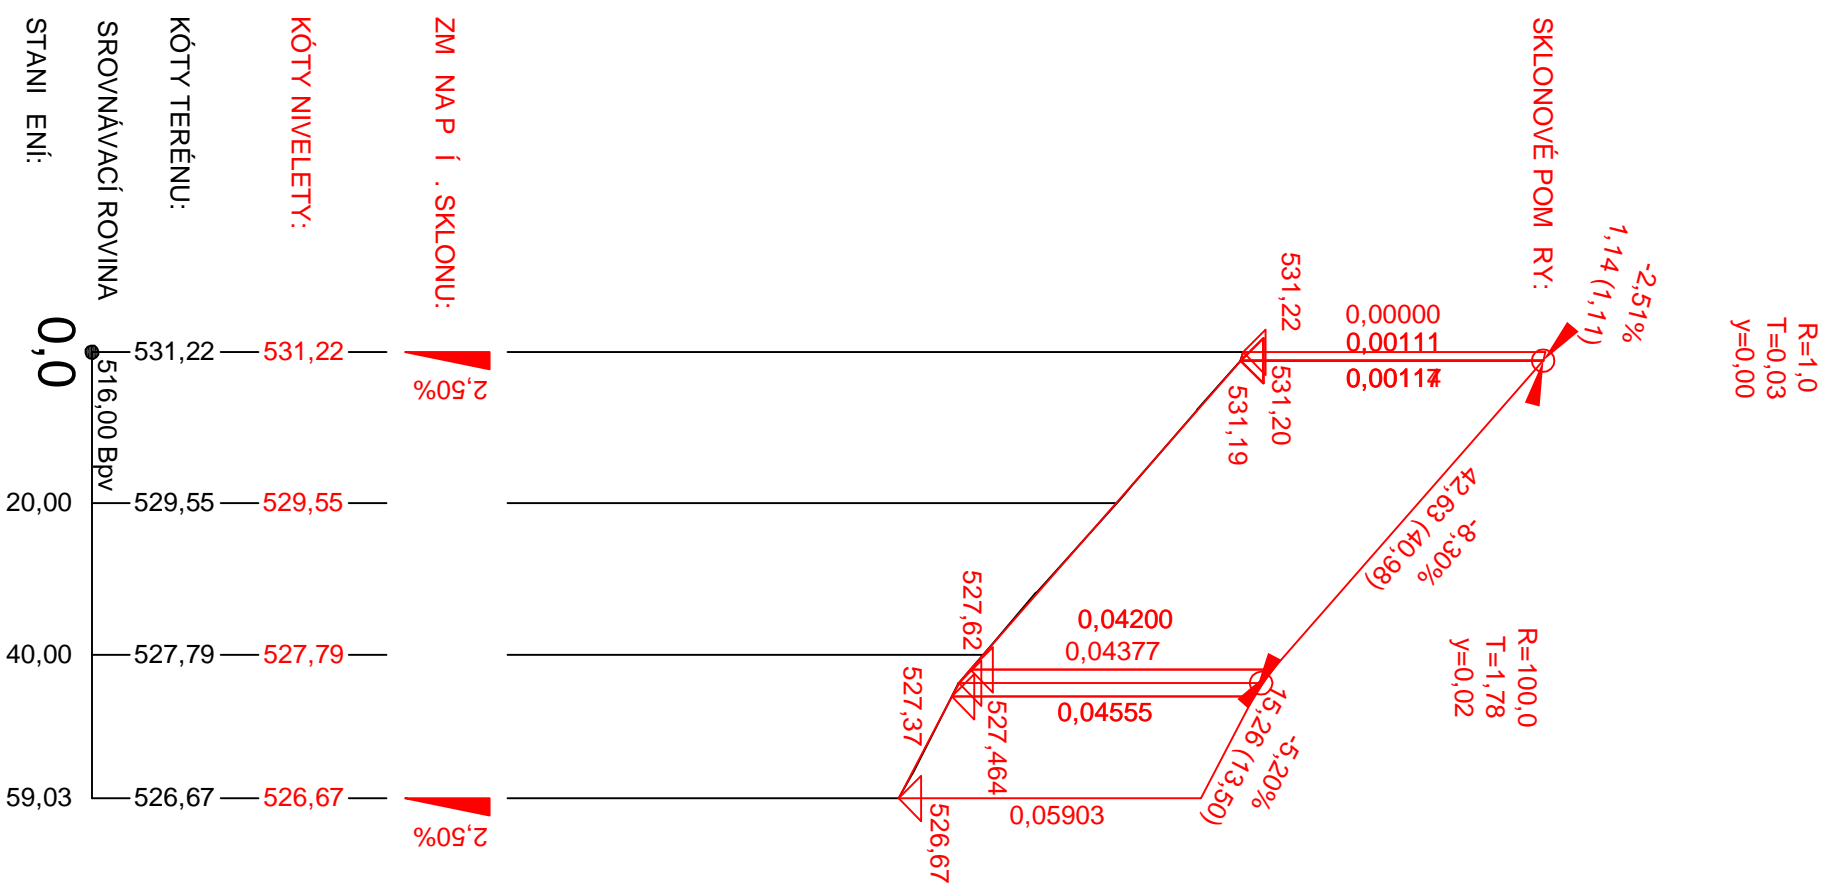 R=1,0
T=0,03
y=0,00
R=100,0
T=1,78
y=0,02
SKLONOVÉ POM RY:
-2,51%
1,14 (1,11)
-8,30%
42,63 (40,98)
-5,20%
15,26 (13,50)
0,00000
0,00111
0,00114
0,04200
0,04377
0,04555
0,05903
531,22
531,20
531,19
527,62
527,464
527,37
526,67
ZM NA P Í . SKLONU:
2,50%
2,50%
KÓTY NIVELETY:
531,22
529,55
527,79
526,67
KÓTY TERÉNU:
531,22
529,55
527,79
526,67
SROVNÁVACÍ ROVINA
516,00 Bpv
STANI ENÍ:
0,0
20,00
40,00
59,03